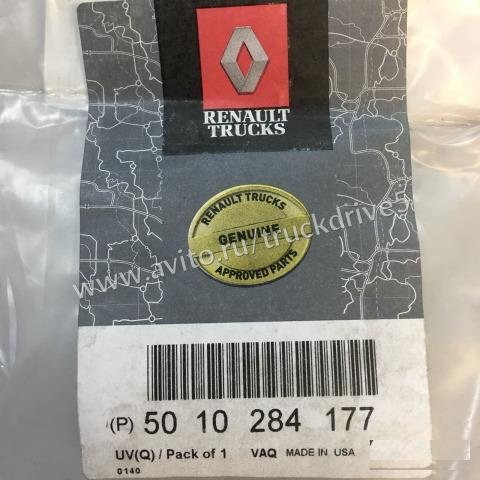 RENAULT
TRUCKS
RENAULT TRUCKS
GENUINE
APPROVED PARTS
www.avito.ru/truckdrive5
(P) 50 10 284 177
UV(Q) / Pack of 1 VAQ MADE IN USA
0140